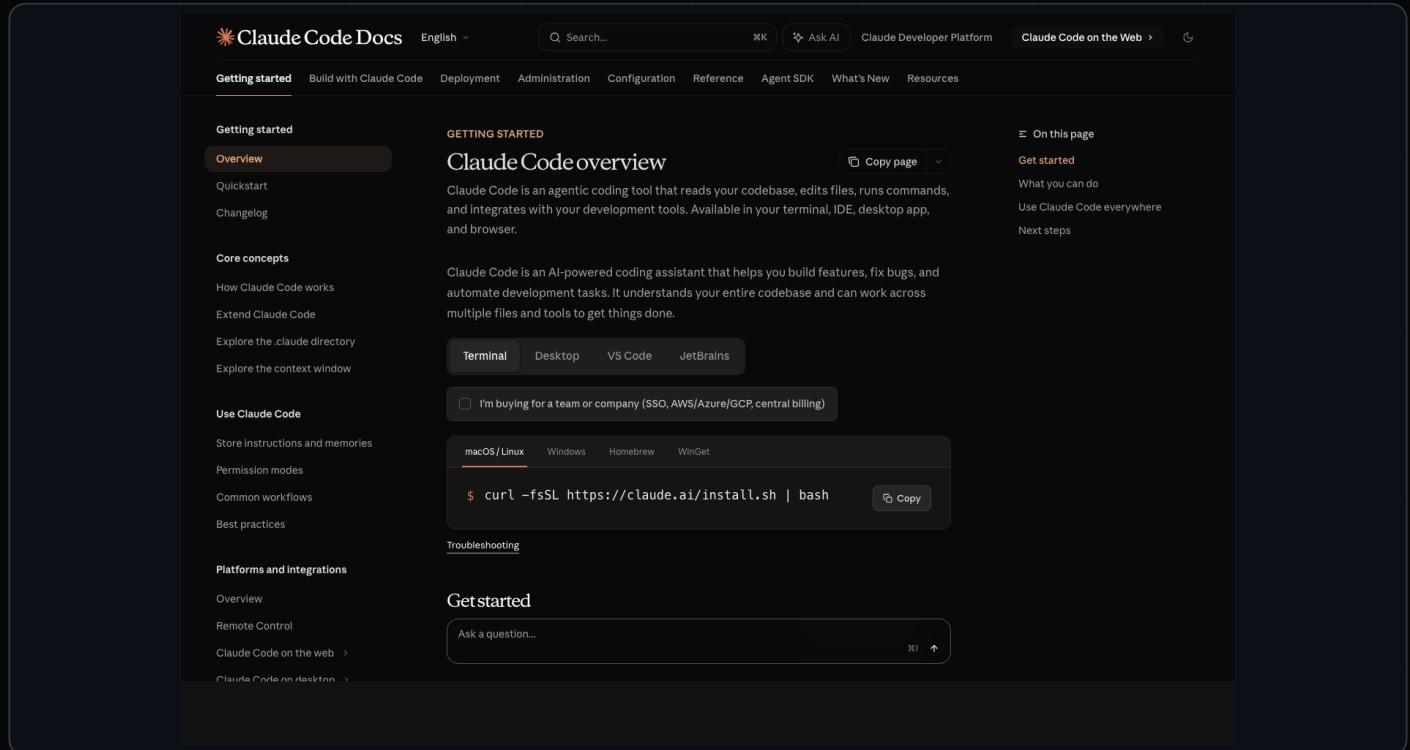 Claude Code Docs
English
Search...
⌘K
Ask AI
Claude Developer Platform
Claude Code on the Web
Getting started
Build with Claude Code
Deployment
Administration
Configuration
Reference
Agent SDK
What's New
Resources
Getting started
Overview
Quickstart
Changelog
Core concepts
How Claude Code works
Extend Claude Code
Explore the .claude directory
Explore the context window
Use Claude Code
Store instructions and memories
Permission modes
Common workflows
Best practices
Platforms and integrations
Overview
Remote Control
Claude Code on the web
Claude Code on desktop
GETTING STARTED
Claude Code overview
Copy page
Claude Code is an agentic coding tool that reads your codebase, edits files, runs commands,
and integrates with your development tools. Available in your terminal, IDE, desktop app,
and browser.
Claude Code is an AI-powered coding assistant that helps you build features, fix bugs, and
automate development tasks. It understands your entire codebase and can work across
multiple files and tools to get things done.
Terminal
Desktop
VS Code
JetBrains
I'm buying for a team or company (SSO, AWS/Azure/GCP, central billing)
macOS / Linux
Windows
Homebrew
WinGet
$ curl -fsSL https://claude.ai/install.sh | bash
Copy
Troubleshooting
Get started
Ask a question...
⌘I
On this page
Get started
What you can do
Use Claude Code everywhere
Next steps